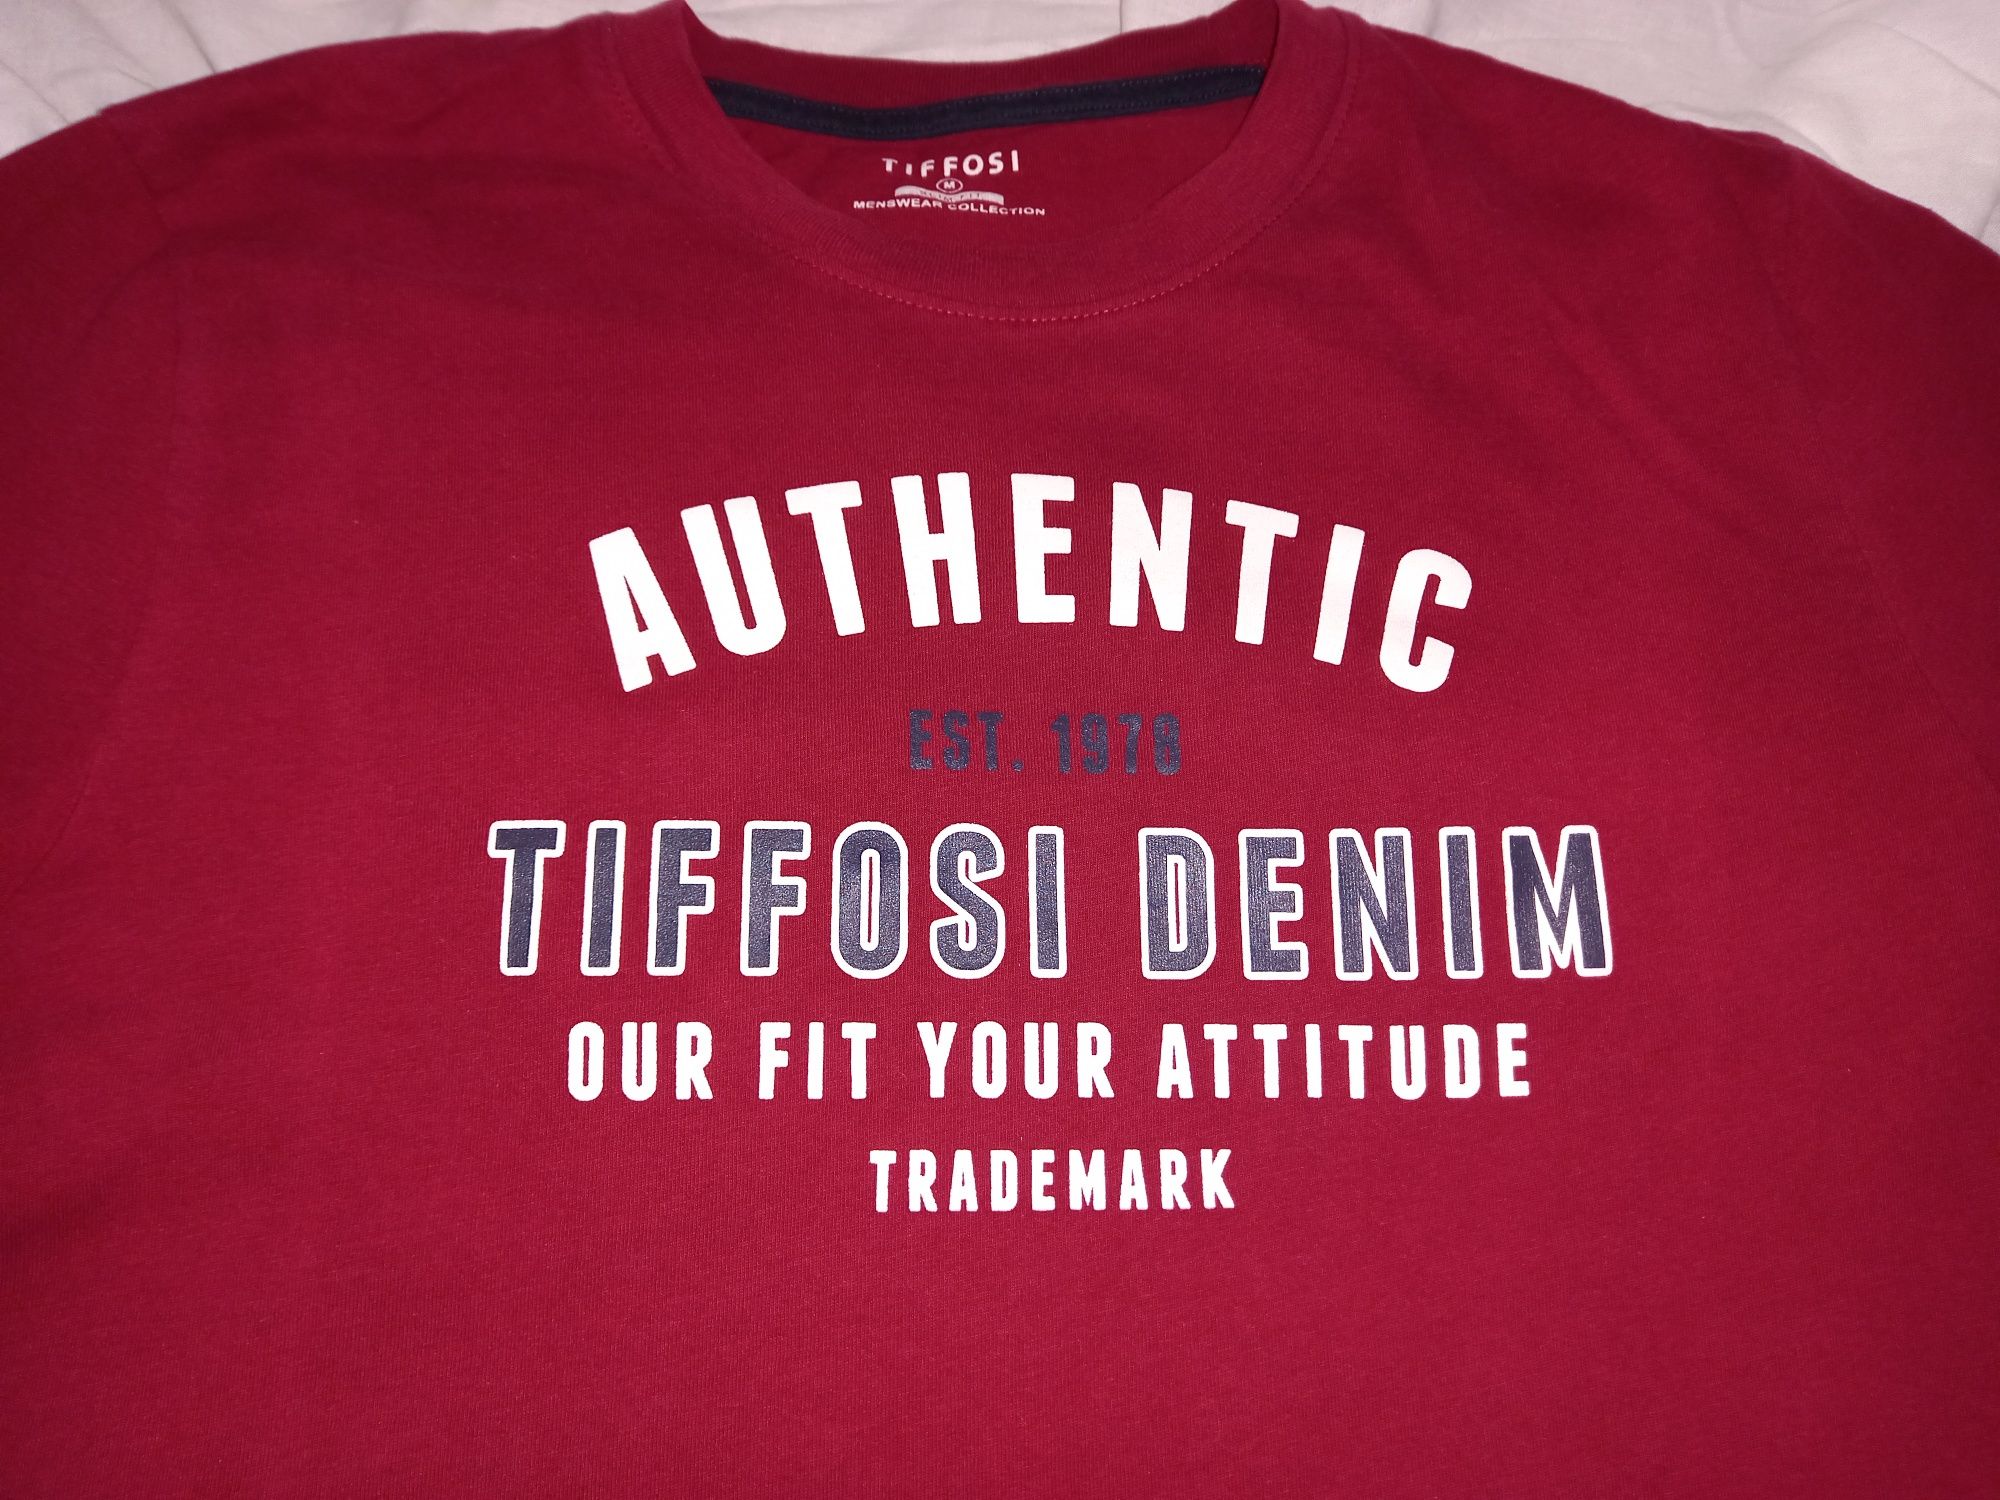 TIFFOSI
M
MENSWEAR COLLECTION
AUTHENTIC
EST. 1978
TIFFOSI DENIM
OUR FIT YOUR ATTITUDE
TRADEMARK